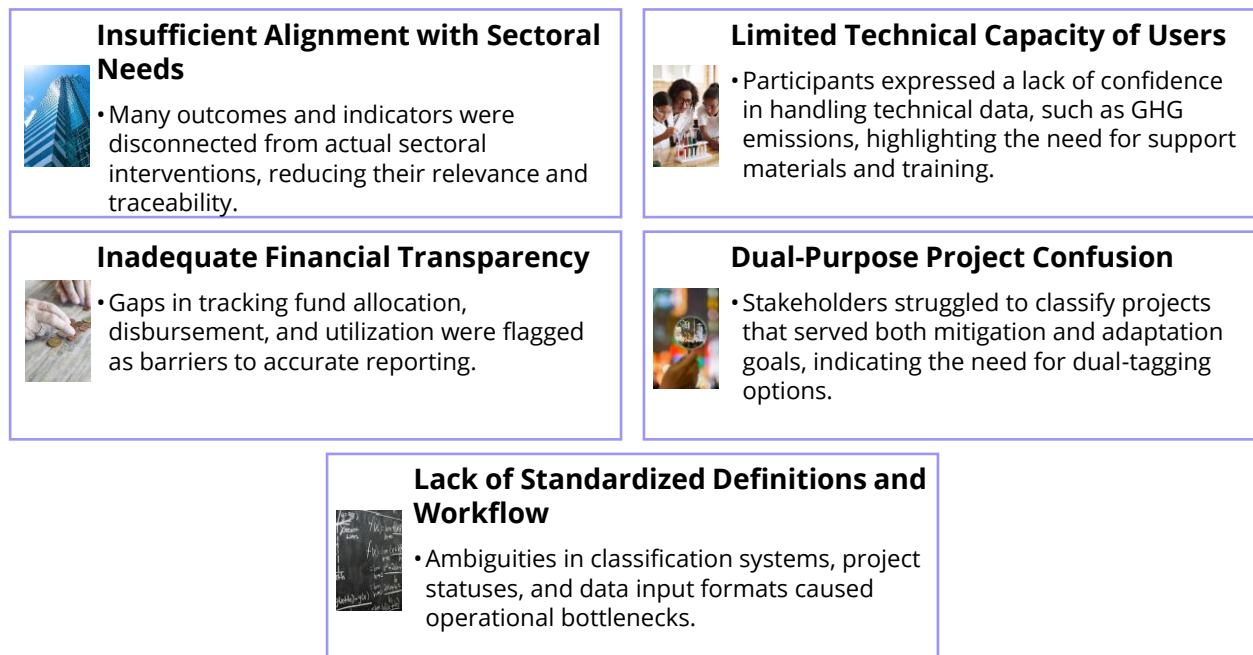 Insufficient Alignment with Sectoral
Needs
•Many outcomes and indicators were
disconnected from actual sectoral
interventions, reducing their relevance and
traceability.
Limited Technical Capacity of Users
•Participants expressed a lack of confidence
in handling technical data, such as GHG
emissions, highlighting the need for support
materials and training.
Inadequate Financial Transparency
•Gaps in tracking fund allocation,
disbursement, and utilization were flagged
as barriers to accurate reporting.
Dual-Purpose Project Confusion
•Stakeholders struggled to classify projects
that served both mitigation and adaptation
goals, indicating the need for dual-tagging
options.
Lack of Standardized Definitions and
Workflow
•Ambiguities in classification systems, project
statuses, and data input formats caused
operational bottlenecks.